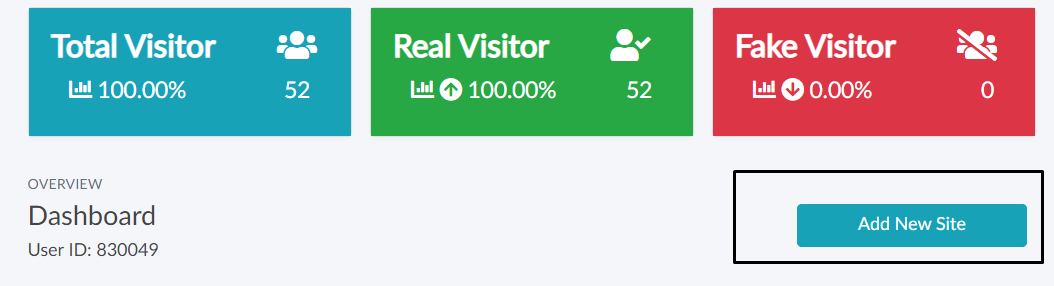 Total Visitor
100.00% 52
Real Visitor
100.00% 52
Fake Visitor
0.00% 0
OVERVIEW
Dashboard
User ID: 830049
Add New Site